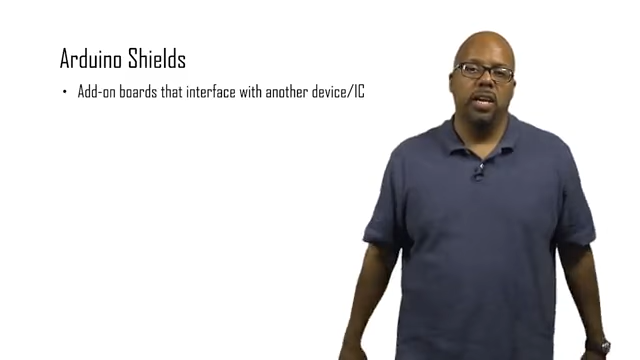 Arduino Shields
• Add-on boards that interface with another device/IC